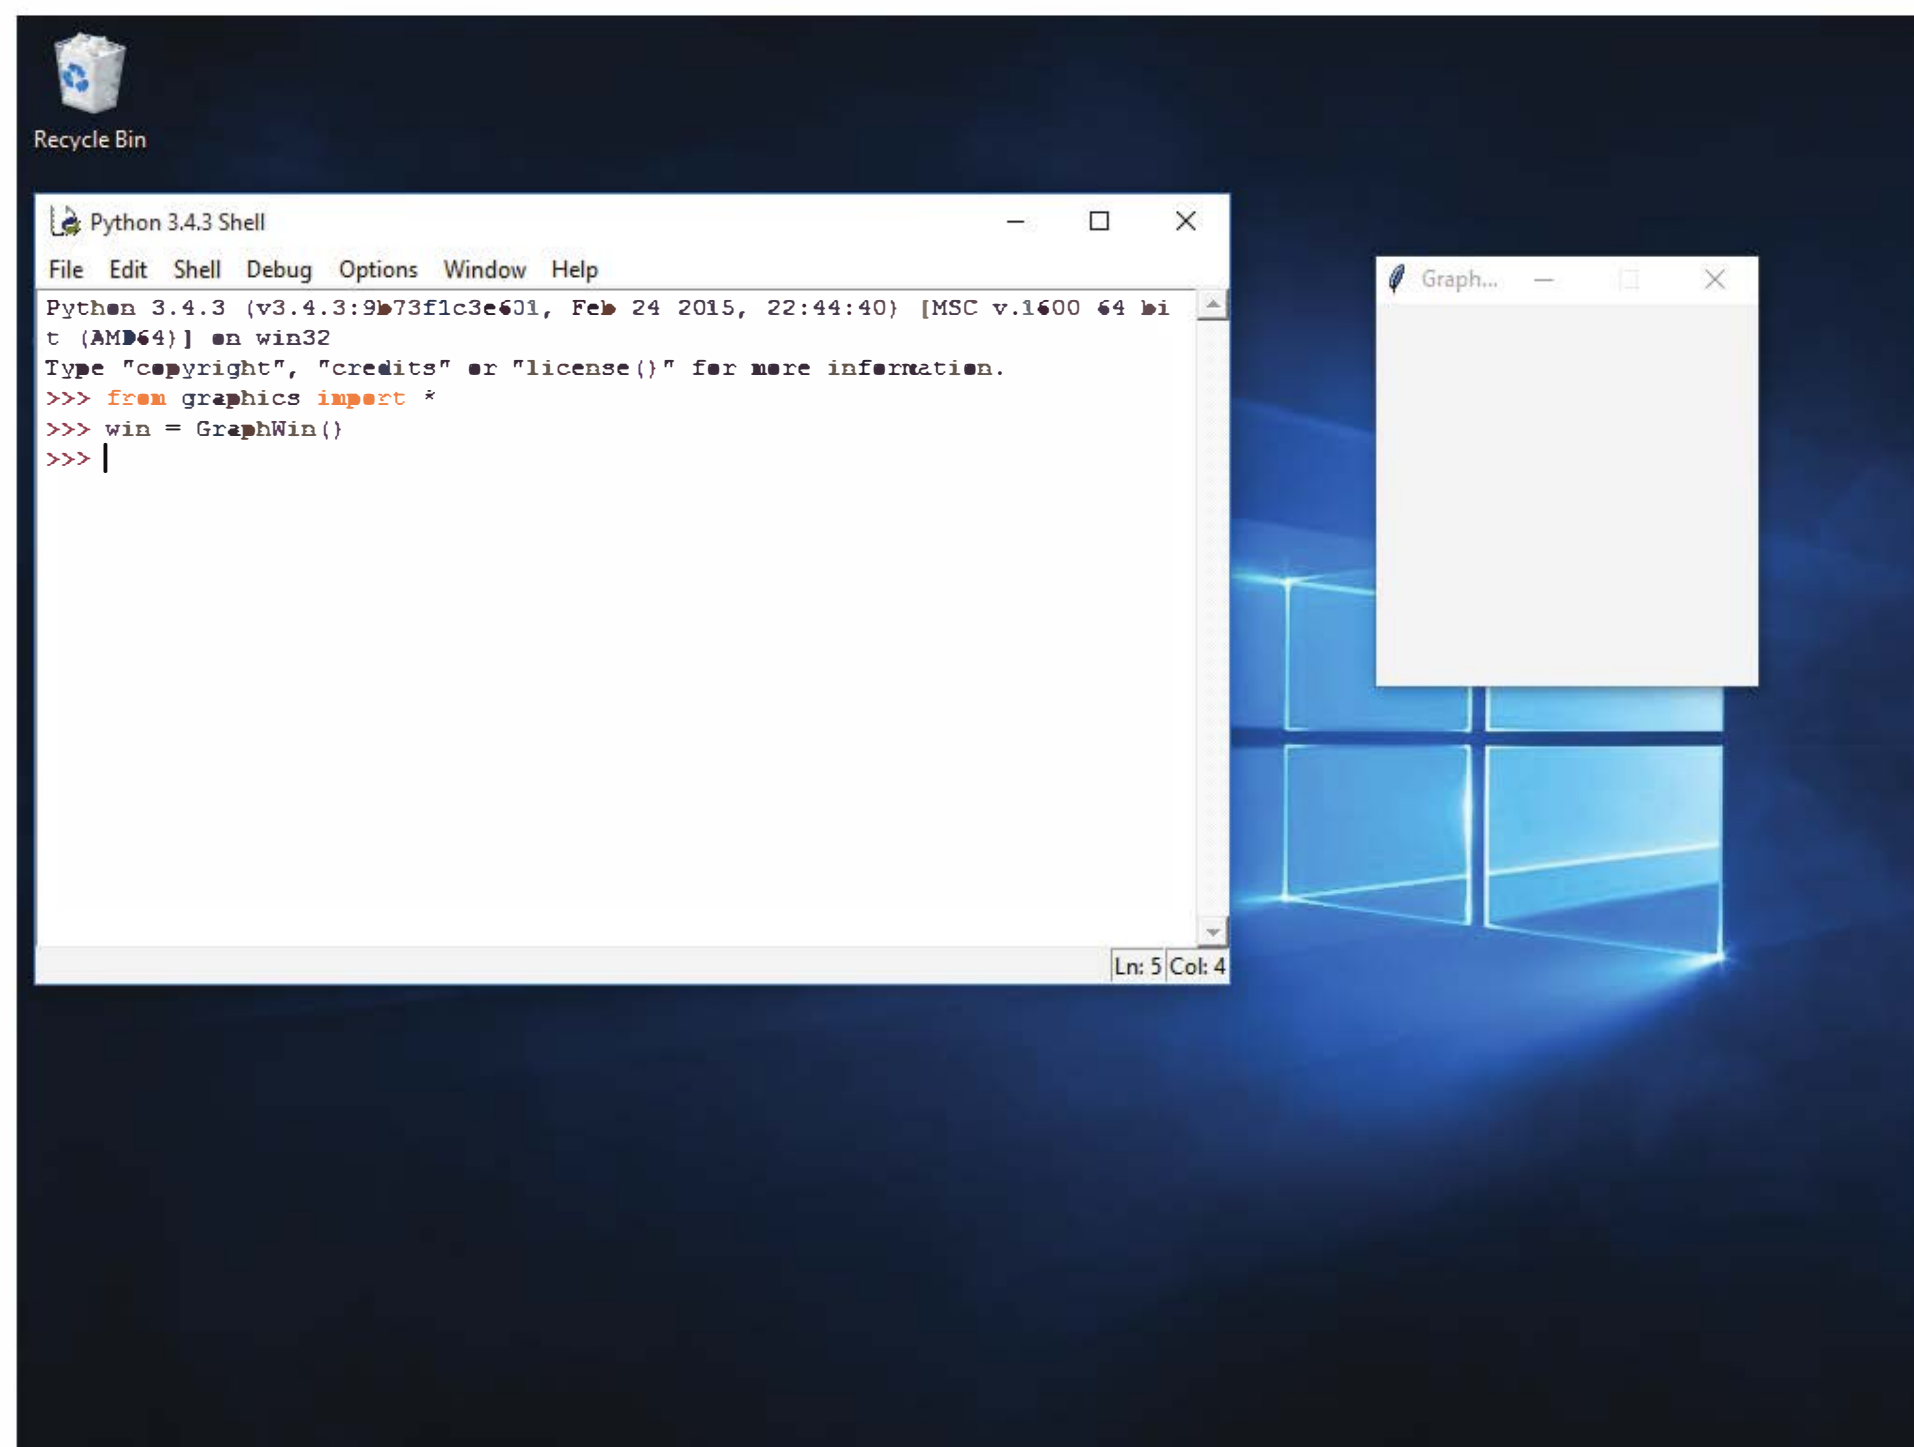 Recycle Bin
Python 3.4.3 Shell
File Edit Shell Debug Options Window Help
Python 3.4.3 (v3.4.3:9b73f1c3e601, Feb 24 2015, 22:44:40) [MSC v.1600 64 bi
t (AMD64)] on win32
Type "copyright", "credits" or "license()" for more information.
>>> from graphics import *
>>> win = GraphWin()
>>>
Ln: 5 Col: 4
Graph...